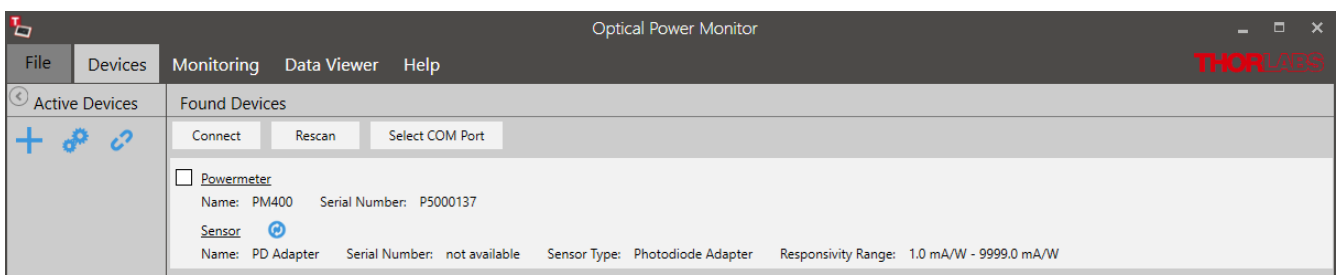 Optical Power Monitor
File Devices Monitoring Data Viewer Help THORLABS
Active Devices Found Devices
Connect Rescan Select COM Port
Powermeter
Name: PM400 Serial Number: P5000137
Sensor
Name: PD Adapter Serial Number: not available Sensor Type: Photodiode Adapter Responsivity Range: 1.0 mA/W - 9999.0 mA/W